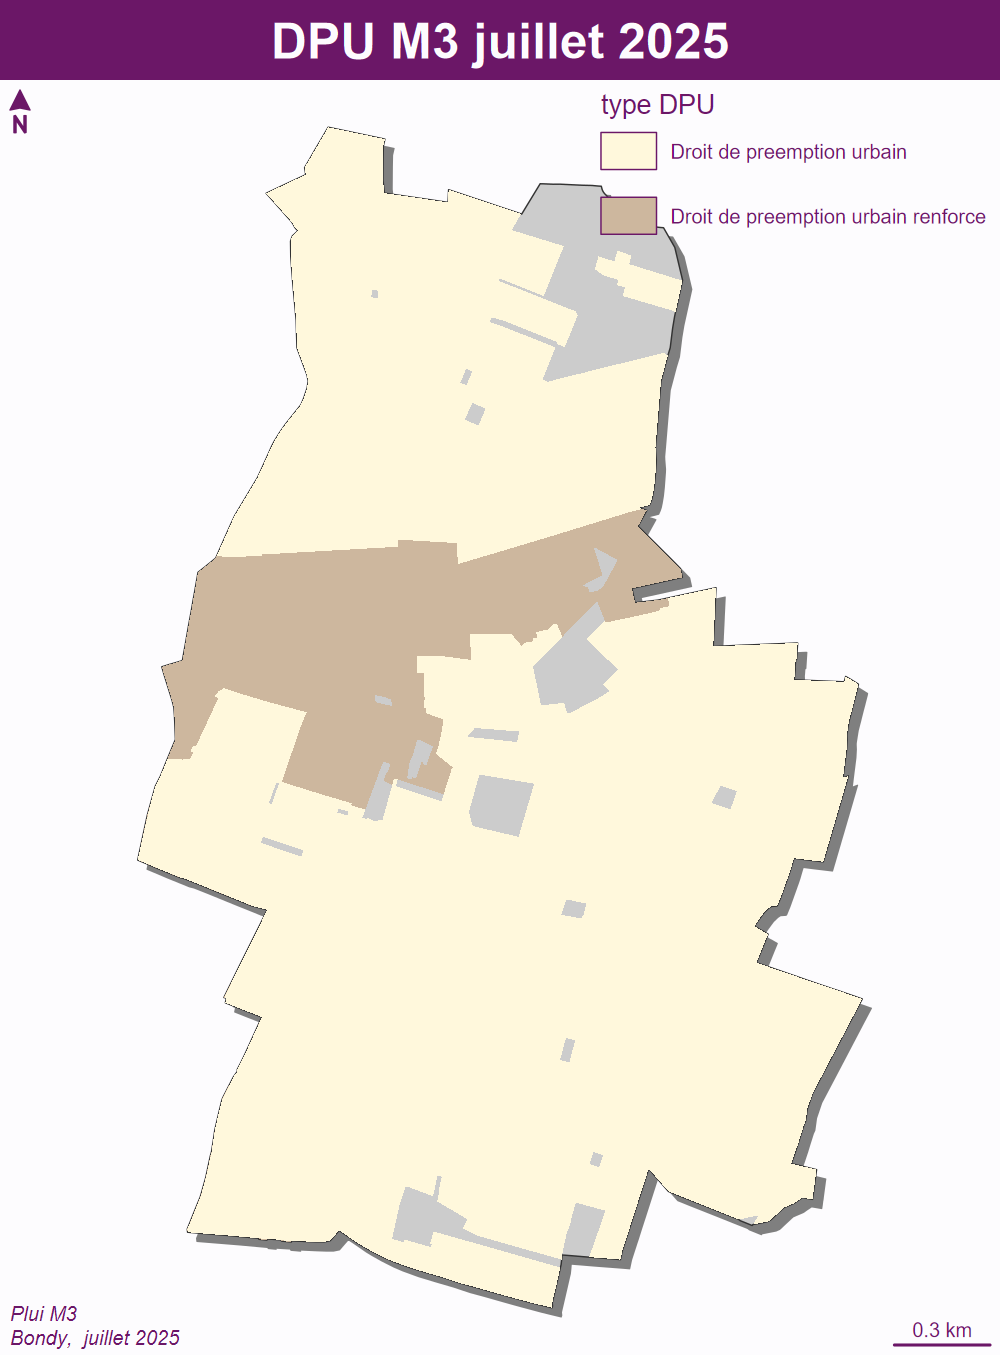 DPU M3 juillet 2025
N
type DPU
Droit de preemption urbain
Droit de preemption urbain renforce
Plui M3
Bondy, juillet 2025
0.3 km